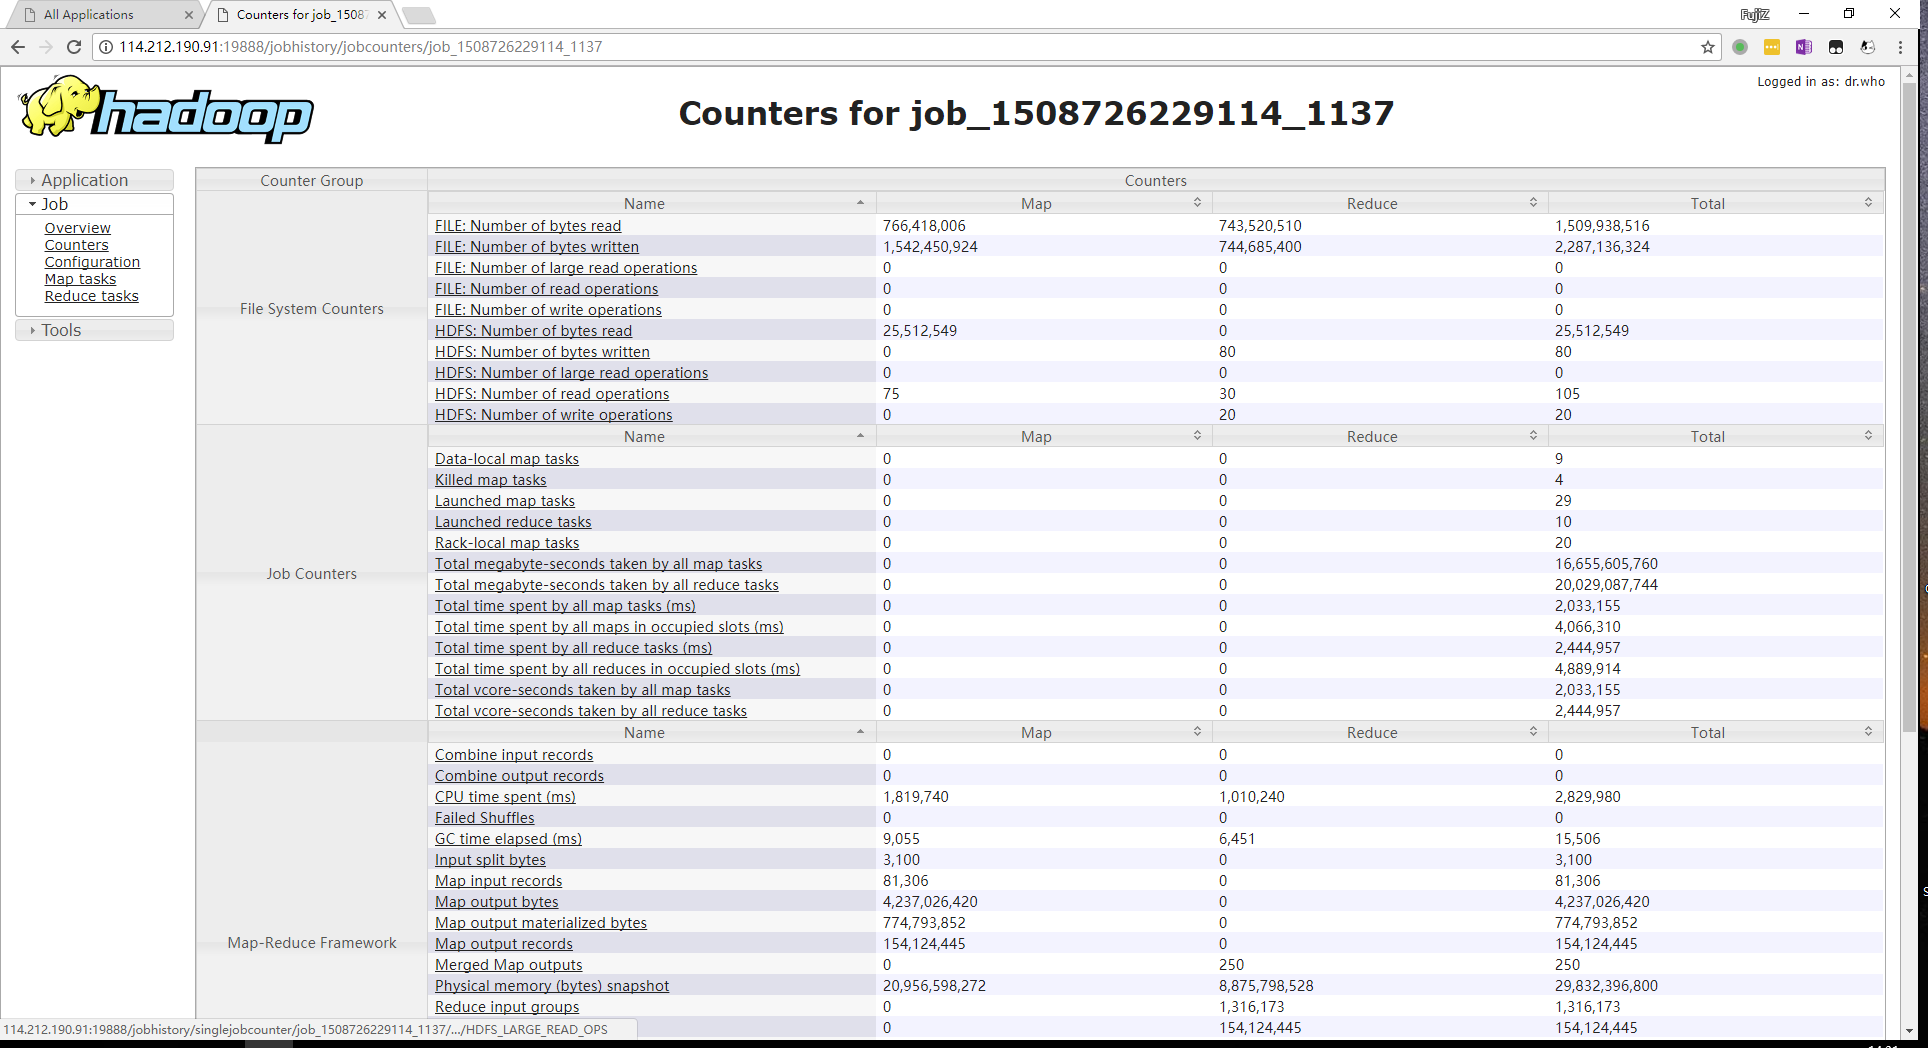 All Applications
Counters for job_1508
FujiZ
114.212.190.91:19888/jobhistory/jobcounters/job_1508726229114_1137
Logged in as: dr.who
hadoop
Counters for job_1508726229114_1137
Application
Job
Overview
Counters
Configuration
Map tasks
Reduce tasks
Tools
Counter Group Counters
File System Counters
Name Map Reduce Total
FILE: Number of bytes read 766,418,006 743,520,510 1,509,938,516
FILE: Number of bytes written 1,542,450,924 744,685,400 2,287,136,324
FILE: Number of large read operations 0 0 0
FILE: Number of read operations 0 0 0
FILE: Number of write operations 0 0 0
HDFS: Number of bytes read 25,512,549 0 25,512,549
HDFS: Number of bytes written 0 80 80
HDFS: Number of large read operations 0 0 0
HDFS: Number of read operations 75 30 105
HDFS: Number of write operations 0 20 20
Job Counters
Name Map Reduce Total
Data-local map tasks 0 0 9
Killed map tasks 0 0 4
Launched map tasks 0 0 29
Launched reduce tasks 0 0 10
Rack-local map tasks 0 0 20
Total megabyte-seconds taken by all map tasks 0 0 16,655,605,760
Total megabyte-seconds taken by all reduce tasks 0 0 20,029,087,744
Total time spent by all map tasks (ms) 0 0 2,033,155
Total time spent by all maps in occupied slots (ms) 0 0 4,066,310
Total time spent by all reduce tasks (ms) 0 0 2,444,957
Total time spent by all reduces in occupied slots (ms) 0 0 4,889,914
Total vcore-seconds taken by all map tasks 0 0 2,033,155
Total vcore-seconds taken by all reduce tasks 0 0 2,444,957
Map-Reduce Framework
Name Map Reduce Total
Combine input records 0 0 0
Combine output records 0 0 0
CPU time spent (ms) 1,819,740 1,010,240 2,829,980
Failed Shuffles 0 0 0
GC time elapsed (ms) 9,055 6,451 15,506
Input split bytes 3,100 0 3,100
Map input records 81,306 0 81,306
Map output bytes 4,237,026,420 0 4,237,026,420
Map output materialized bytes 774,793,852 0 774,793,852
Map output records 154,124,445 0 154,124,445
Merged Map outputs 0 250 250
Physical memory (bytes) snapshot 20,956,598,272 8,875,798,528 29,832,396,800
Reduce input groups 0 1,316,173 1,316,173
0 154,124,445 154,124,445
114.212.190.91:19888/jobhistory/singlejobcounter/job_1508726229114_1137/.../HDFS_LARGE_READ_OPS